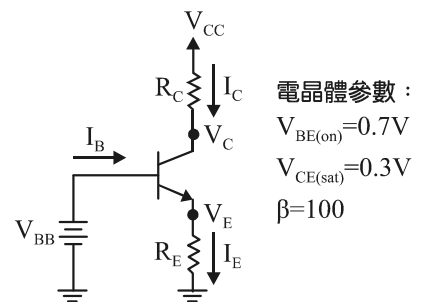 V_CC
R_C
I_C
V_C
I_B
V_BB
V_E
R_E
I_E
電晶體參數：
V_BE(on)=0.7V
V_CE(sat)=0.3V
β=100